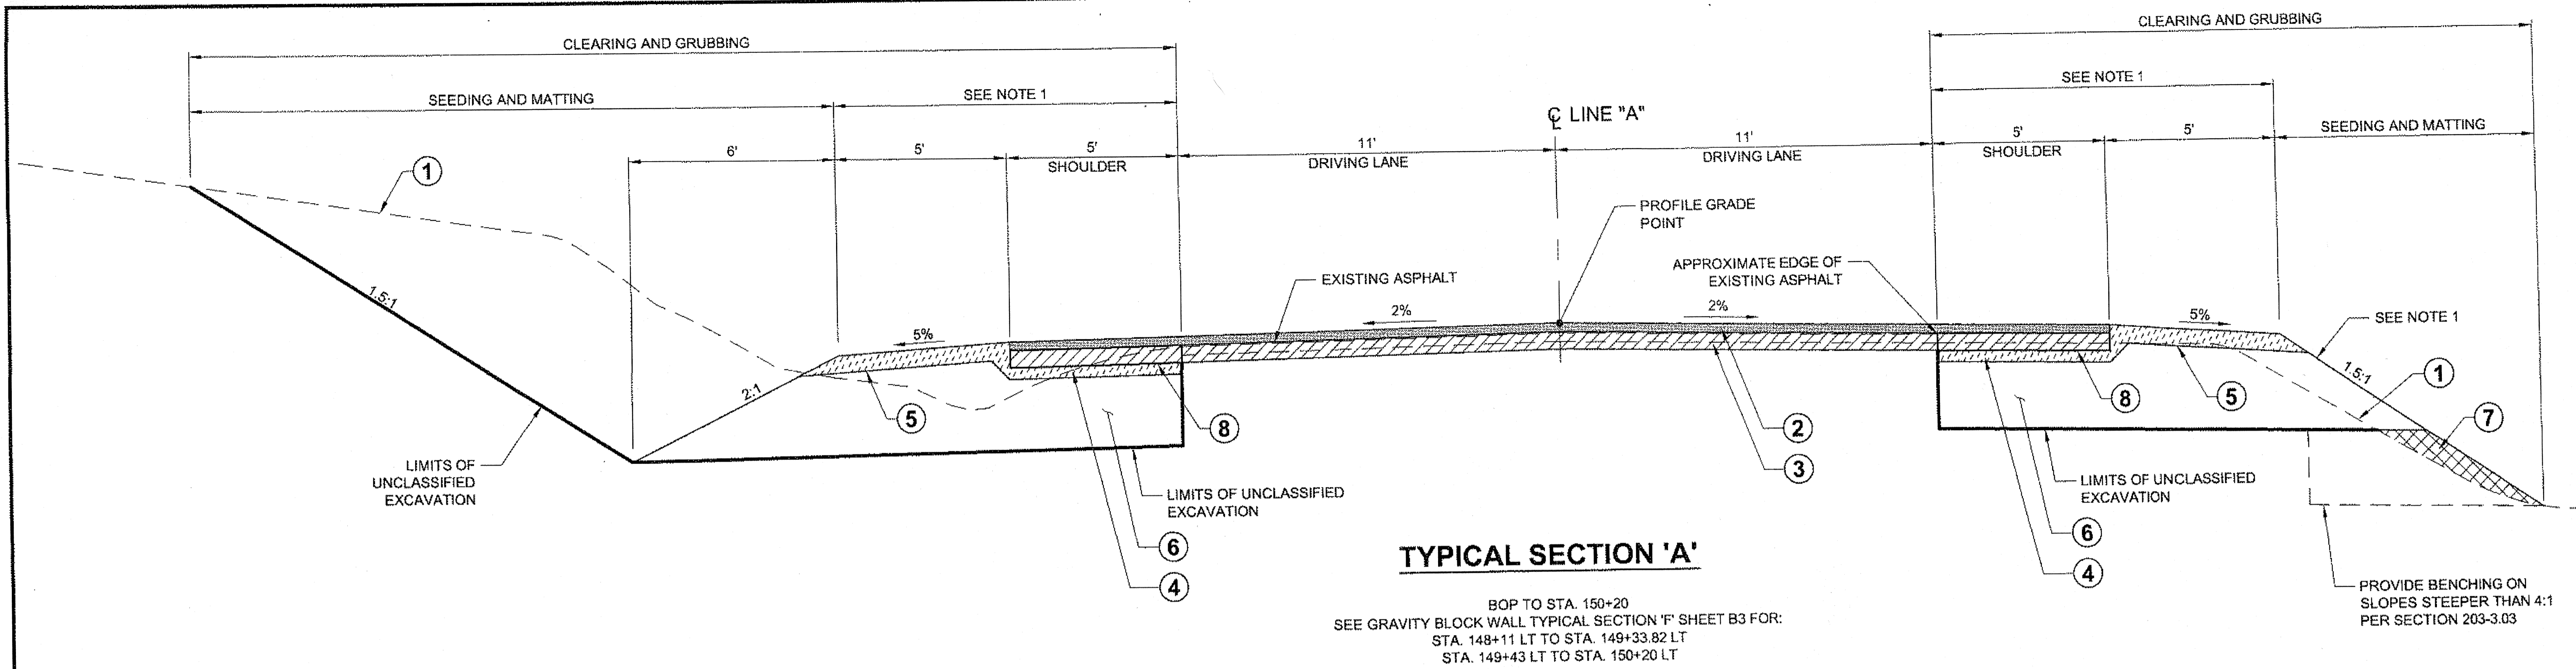 CLEARING AND GRUBBING
CLEARING AND GRUBBING
SEEDING AND MATTING
SEE NOTE 1
SEE NOTE 1
℄ LINE "A"
6'
5'
5'
SHOULDER
11'
DRIVING LANE
11'
DRIVING LANE
5'
SHOULDER
5'
SEEDING AND MATTING
1
PROFILE GRADE
POINT
EXISTING ASPHALT
APPROXIMATE EDGE OF
EXISTING ASPHALT
1.5:1
2:1
5%
2%
2%
5%
SEE NOTE 1
1.5:1
1
5
8
2
3
8
5
7
LIMITS OF
UNCLASSIFIED
EXCAVATION
LIMITS OF UNCLASSIFIED
EXCAVATION
LIMITS OF UNCLASSIFIED
EXCAVATION
6
4
6
4
PROVIDE BENCHING ON
SLOPES STEEPER THAN 4:1
PER SECTION 203-3.03
TYPICAL SECTION 'A'
BOP TO STA. 150+20
SEE GRAVITY BLOCK WALL TYPICAL SECTION 'F' SHEET B3 FOR:
STA. 148+11 LT TO STA. 149+33.82 LT
STA. 149+43 LT TO STA. 150+20 LT